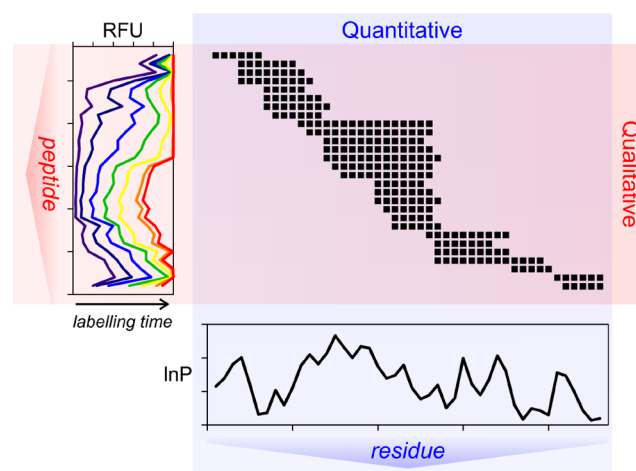 RFU
Quantitative
peptide
Qualitative
labelling time
lnP
residue